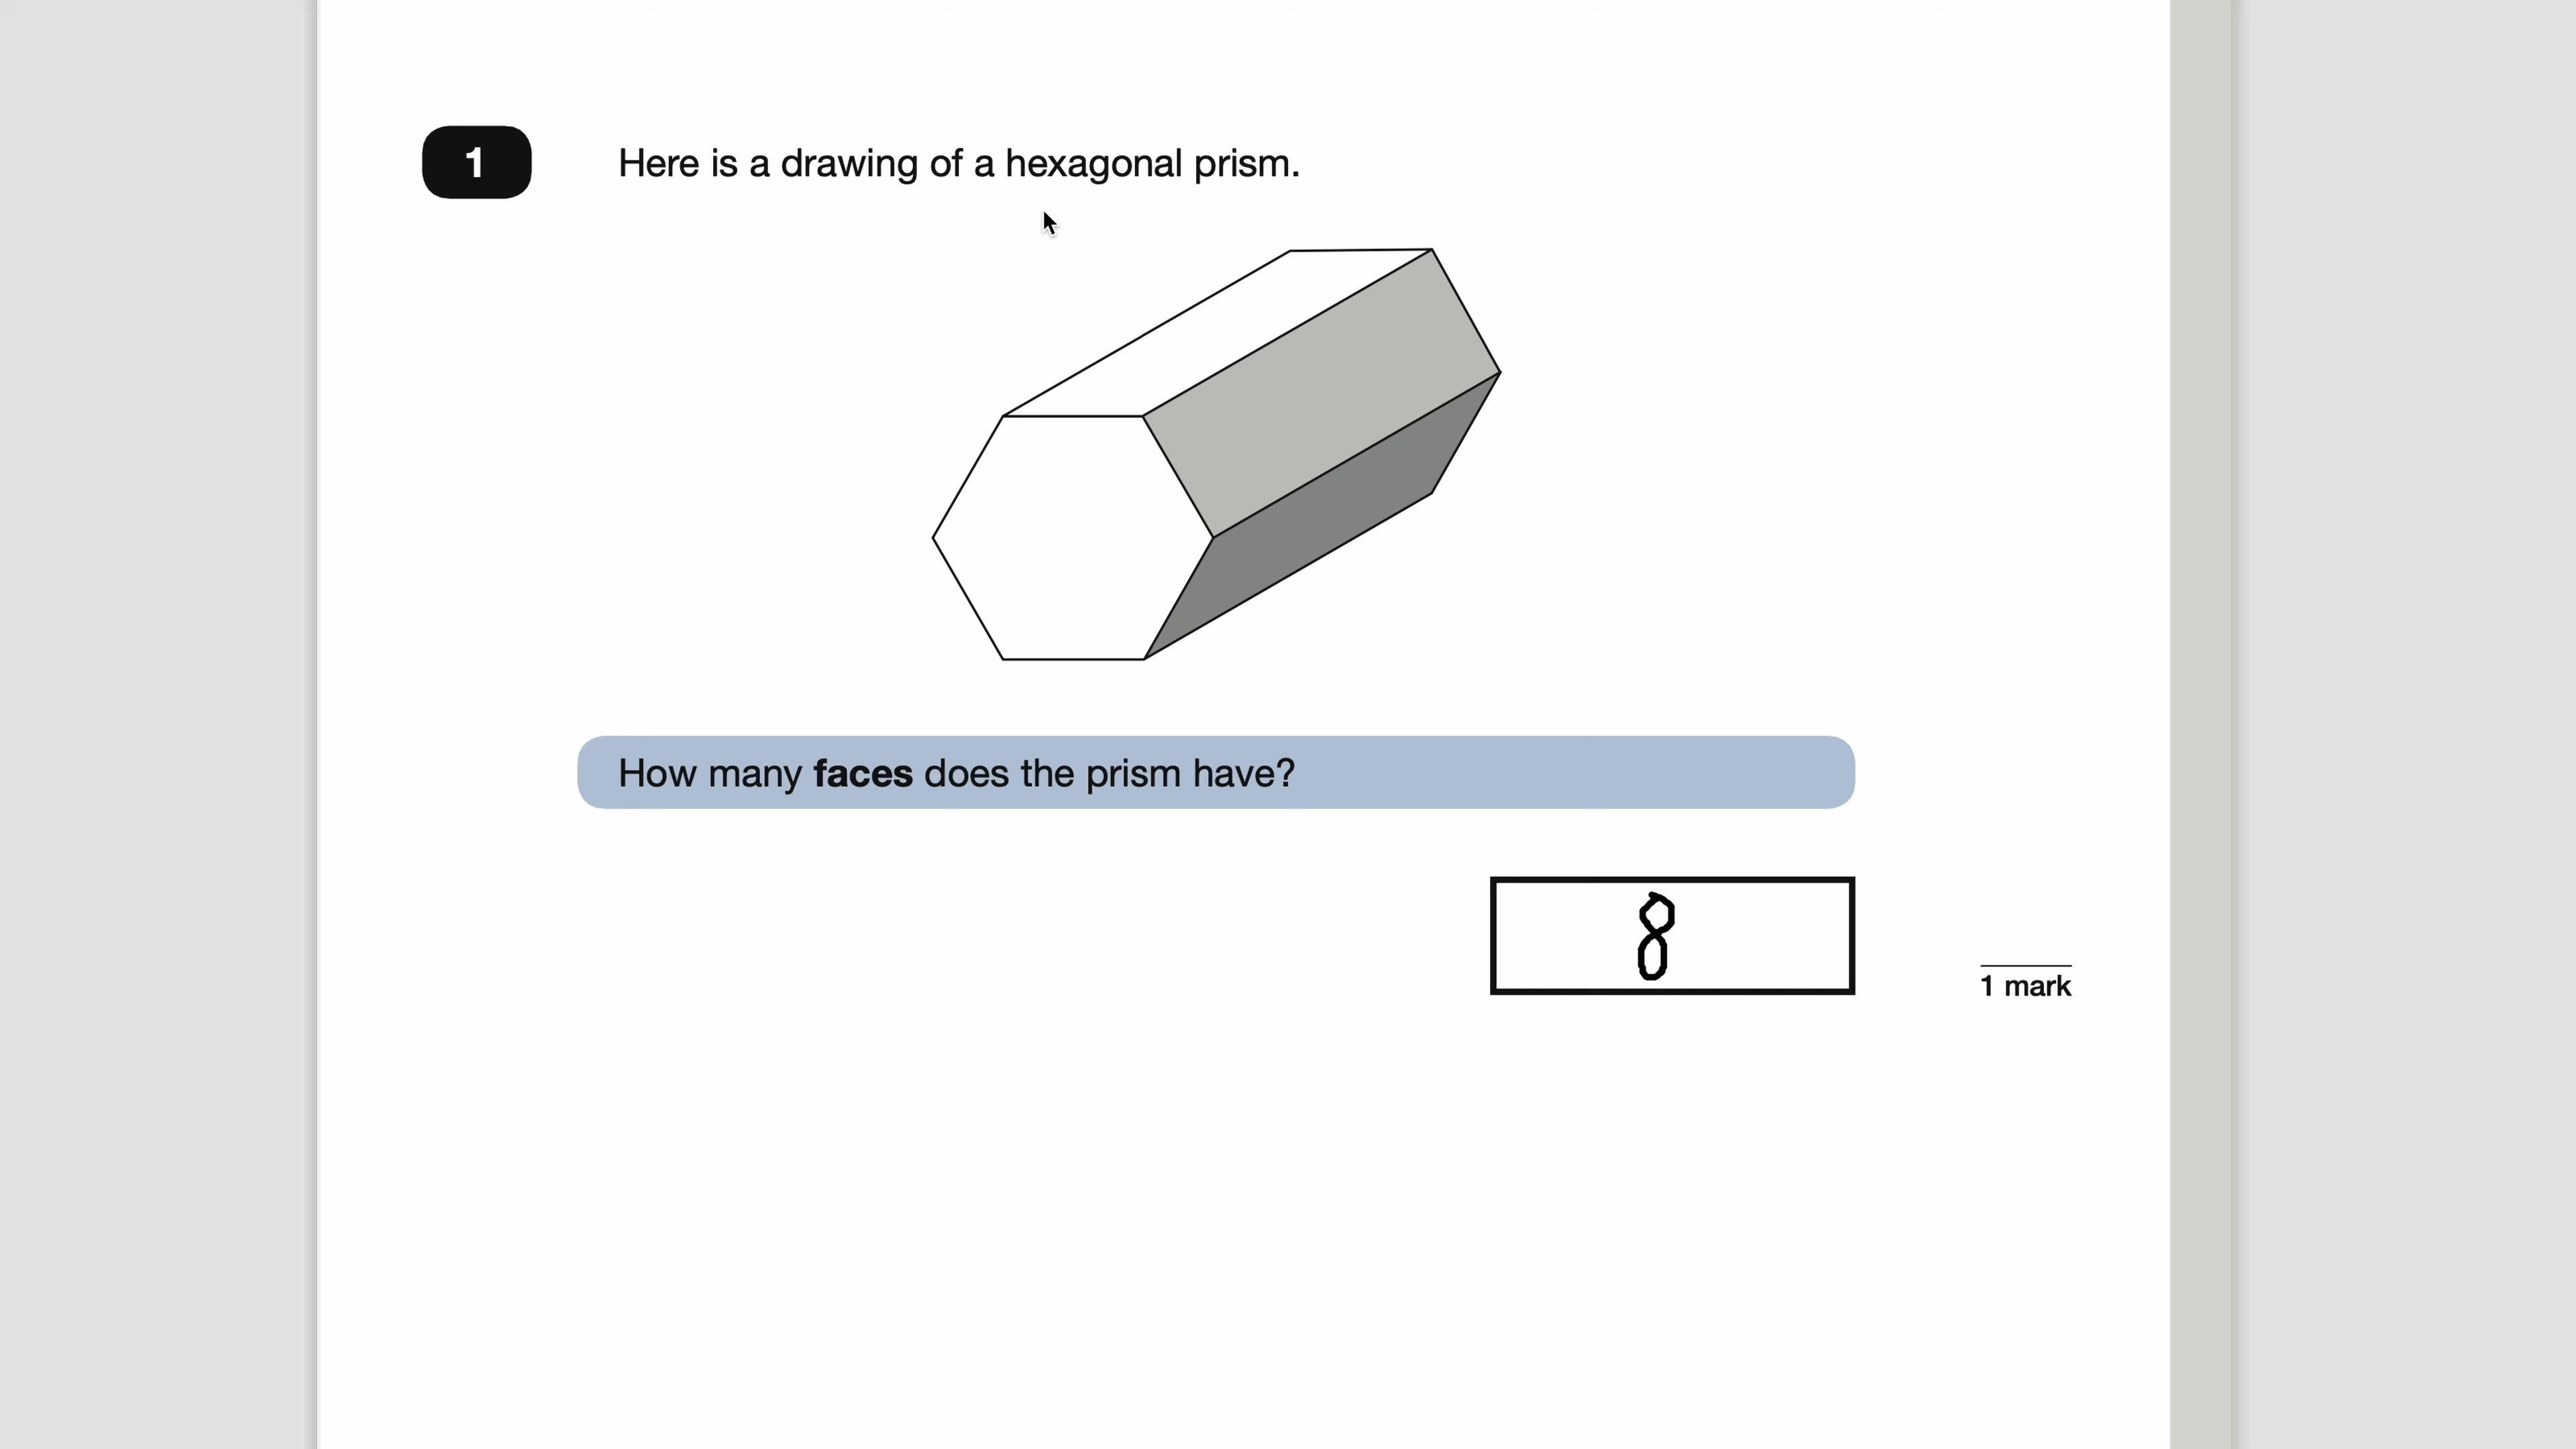 1
Here is a drawing of a hexagonal prism.
How many faces does the prism have?
8
1 mark